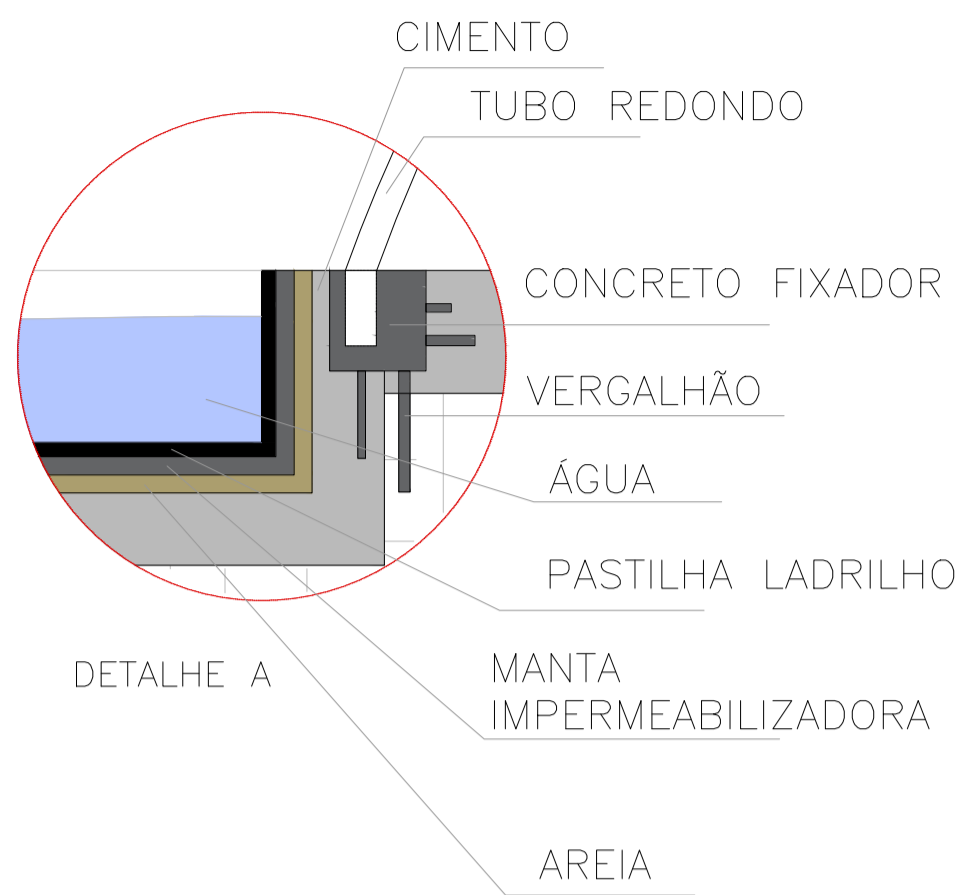 CIMENTO
TUBO REDONDO
CONCRETO FIXADOR
VERGALHÃO
ÁGUA
PASTILHA LADRILHO
DETALHE A
MANTA
IMPERMEABILIZADORA
AREIA